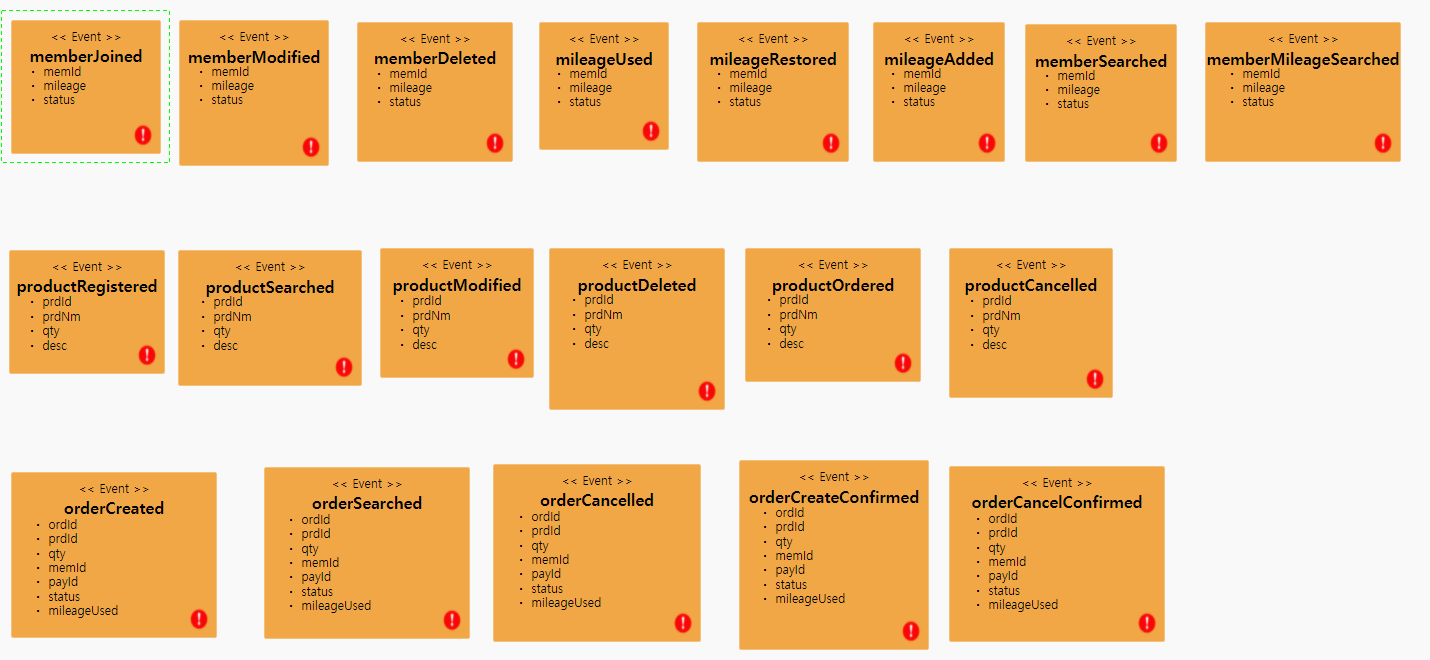 << Event >>
memberJoined
· memId
· mileage
· status
<< Event >>
memberModified
· memId
· mileage
· status
<< Event >>
memberDeleted
· memId
· mileage
· status
<< Event >>
mileageUsed
· memId
· mileage
· status
<< Event >>
mileageRestored
· memId
· mileage
· status
<< Event >>
mileageAdded
· memId
· mileage
· status
<< Event >>
memberSearched
· memId
· mileage
· status
<< Event >>
memberMileageSearched
· memId
· mileage
· status
<< Event >>
productRegistered
· prdId
· prdNm
· qty
· desc
<< Event >>
productSearched
· prdId
· prdNm
· qty
· desc
<< Event >>
productModified
· prdId
· prdNm
· qty
· desc
<< Event >>
productDeleted
· prdId
· prdNm
· qty
· desc
<< Event >>
productOrdered
· prdId
· prdNm
· qty
· desc
<< Event >>
productCancelled
· prdId
· prdNm
· qty
· desc
<< Event >>
orderCreated
· ordId
· prdId
· qty
· memId
· payId
· status
· mileageUsed
<< Event >>
orderSearched
· ordId
· prdId
· qty
· memId
· payId
· status
· mileageUsed
<< Event >>
orderCancelled
· ordId
· prdId
· qty
· memId
· payId
· status
· mileageUsed
<< Event >>
orderCreateConfirmed
· ordId
· prdId
· qty
· memId
· payId
· status
· mileageUsed
<< Event >>
orderCancelConfirmed
· ordId
· prdId
· qty
· memId
· payId
· status
· mileageUsed